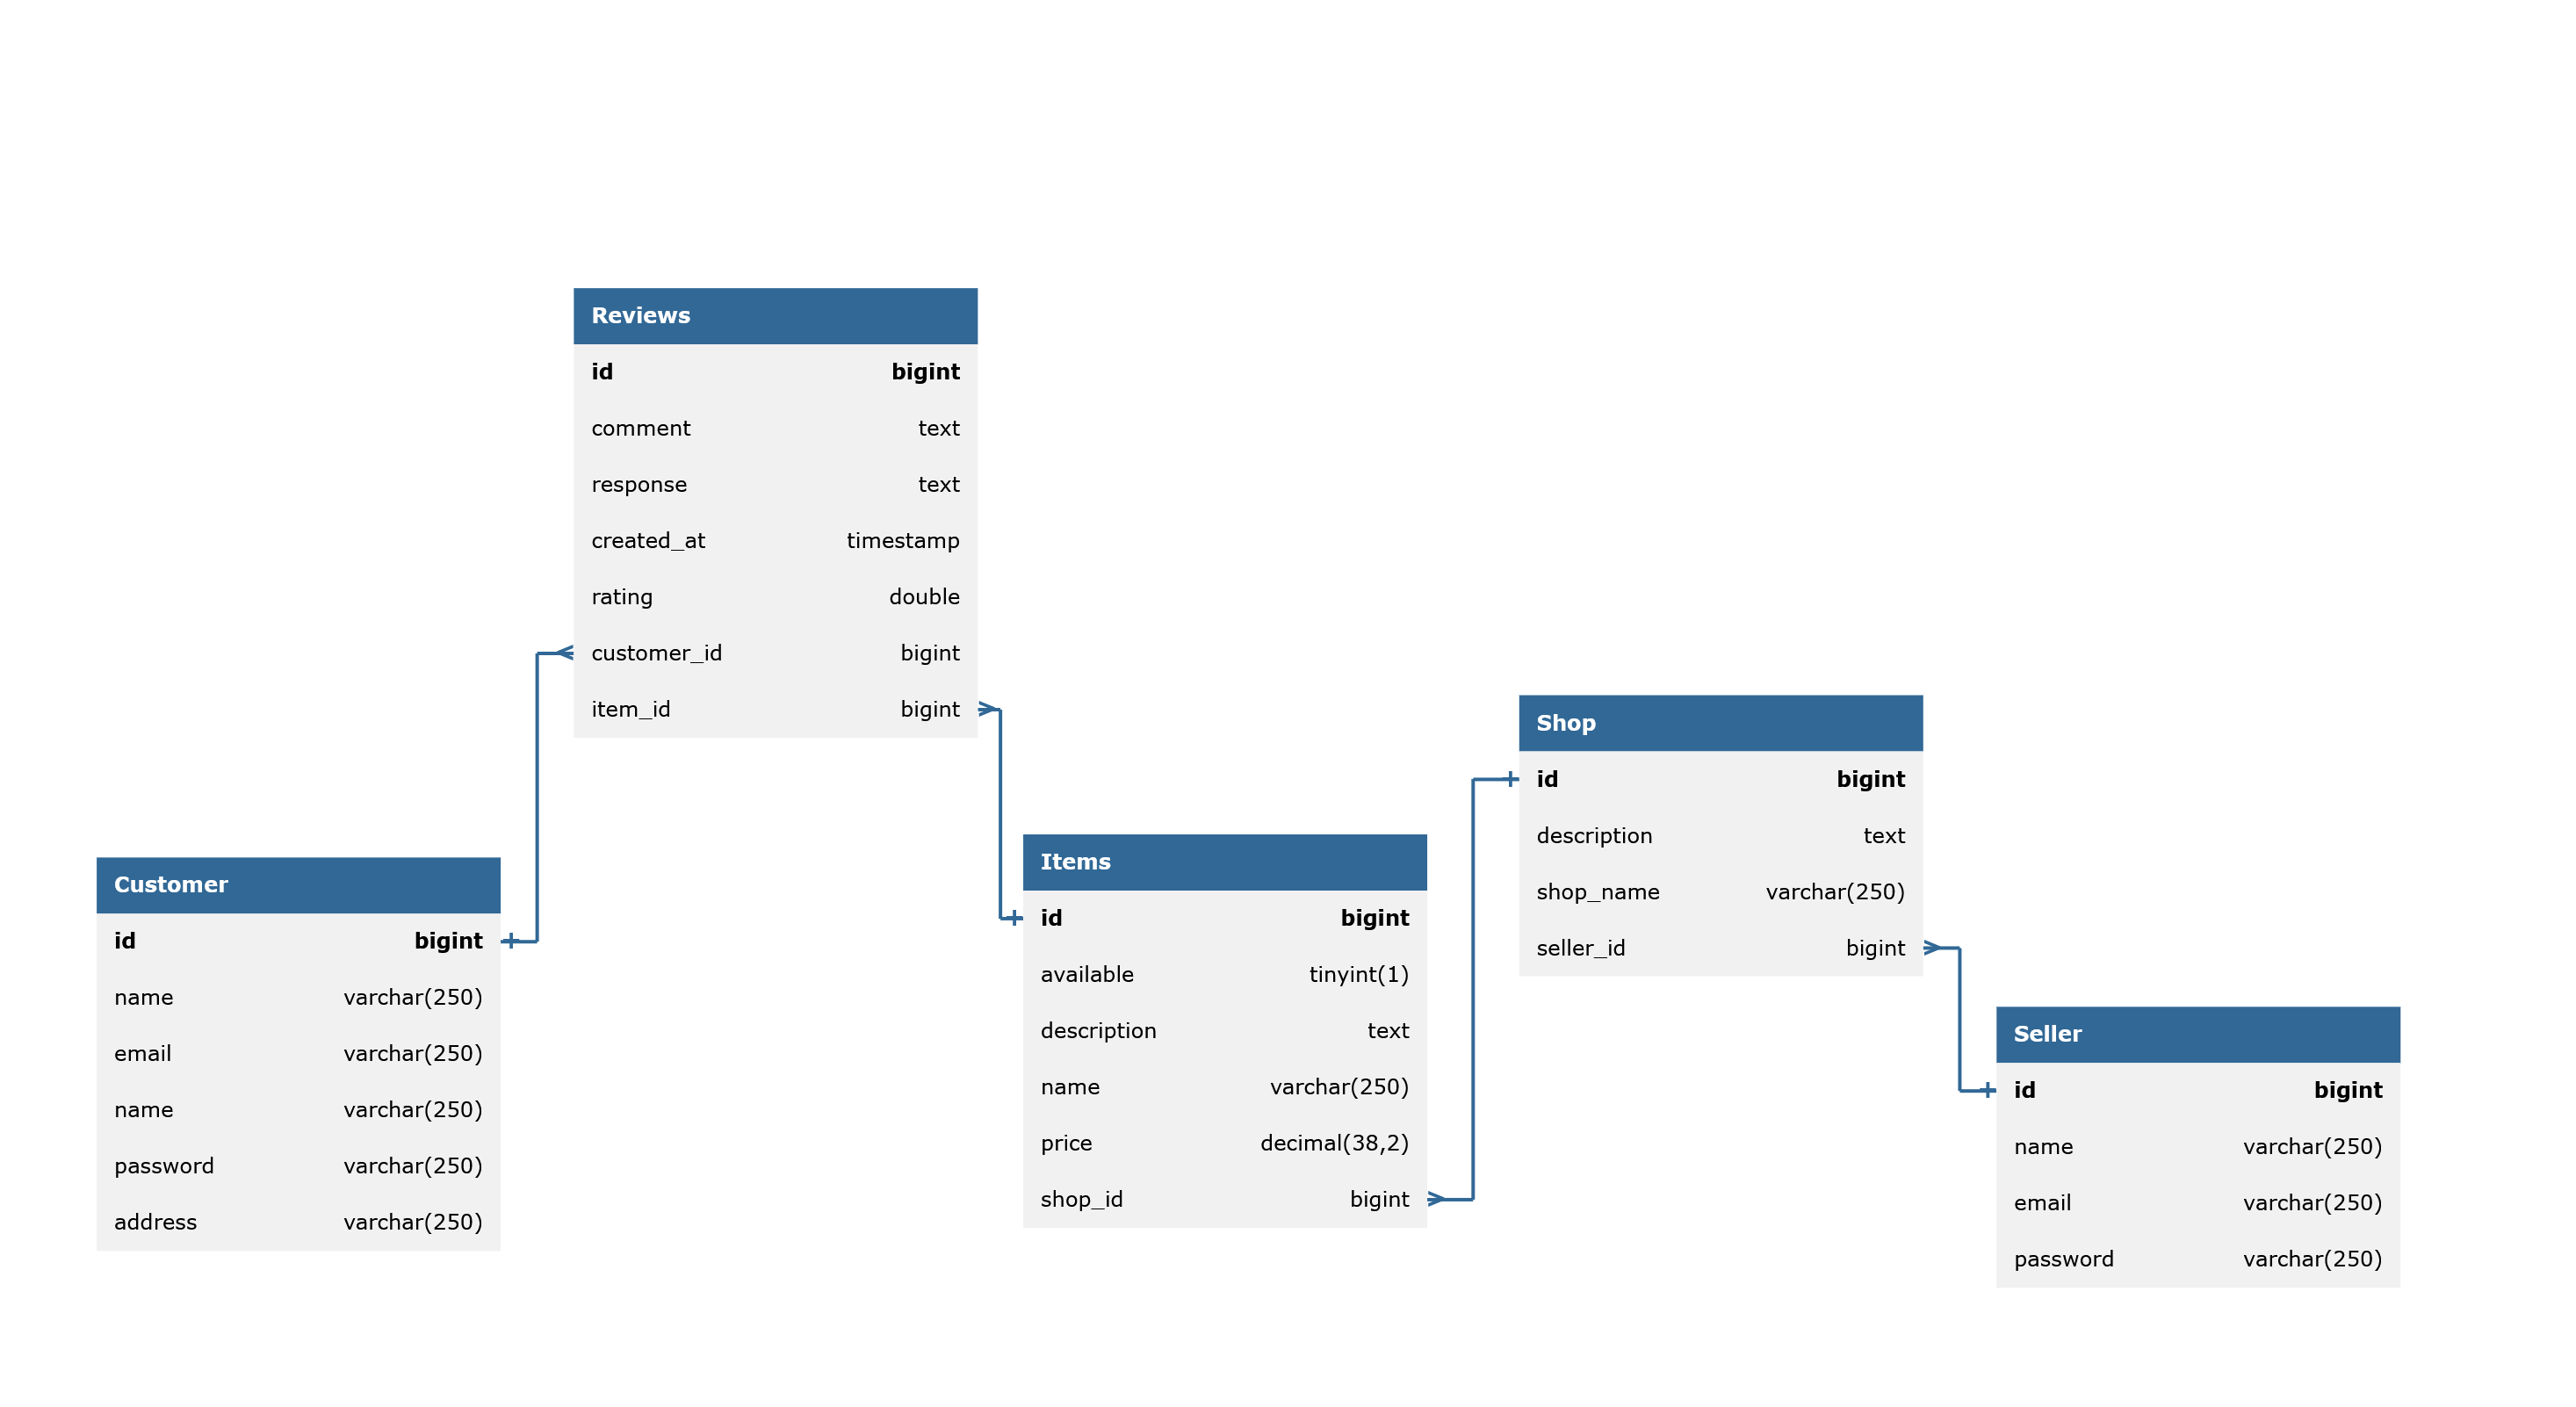 Reviews
id bigint
comment text
response text
created_at timestamp
rating double
customer_id bigint
item_id bigint
Customer
id bigint
name varchar(250)
email varchar(250)
name varchar(250)
password varchar(250)
address varchar(250)
Items
id bigint
available tinyint(1)
description text
name varchar(250)
price decimal(38,2)
shop_id bigint
Shop
id bigint
description text
shop_name varchar(250)
seller_id bigint
Seller
id bigint
name varchar(250)
email varchar(250)
password varchar(250)